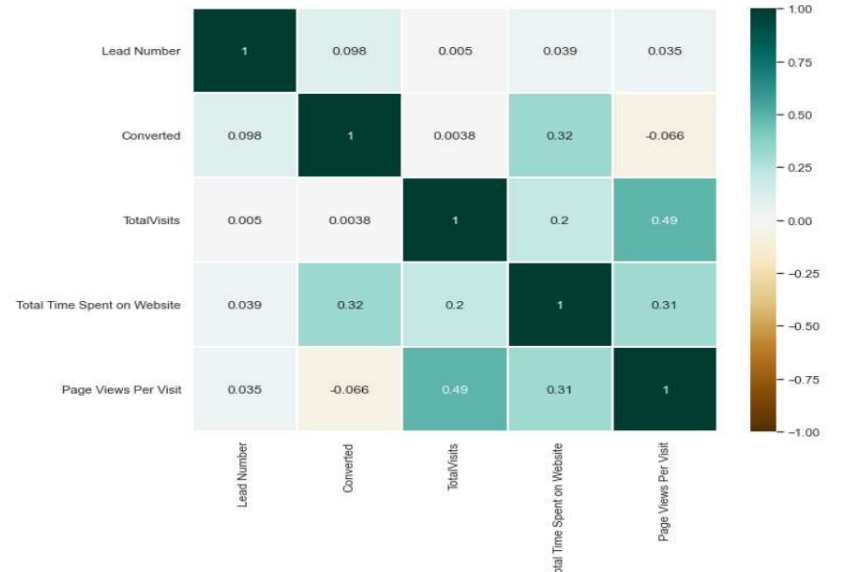 Lead Number 1 0.098 0.005 0.039 0.035
Converted 0.098 1 0.0038 0.32 -0.066
TotalVisits 0.005 0.0038 1 0.2 0.49
Total Time Spent on Website 0.039 0.32 0.2 1 0.31
Page Views Per Visit 0.035 -0.066 0.49 0.31 1
Lead Number
Converted
TotalVisits
otal Time Spent on Website
Page Views Per Visit
1.00
0.75
0.50
0.25
0.00
−0.25
−0.50
−0.75
−1.00